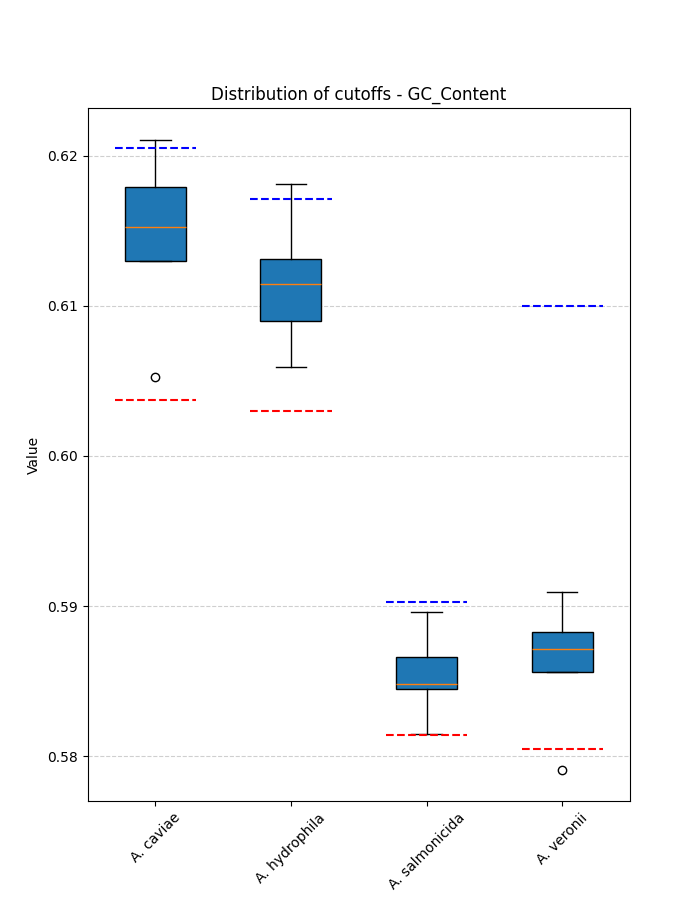 Distribution of cutoffs - GC_Content
0.62
0.61
0.60
0.59
0.58
Value
A. caviae
A. hydrophila
A. salmonicida
A. veronii